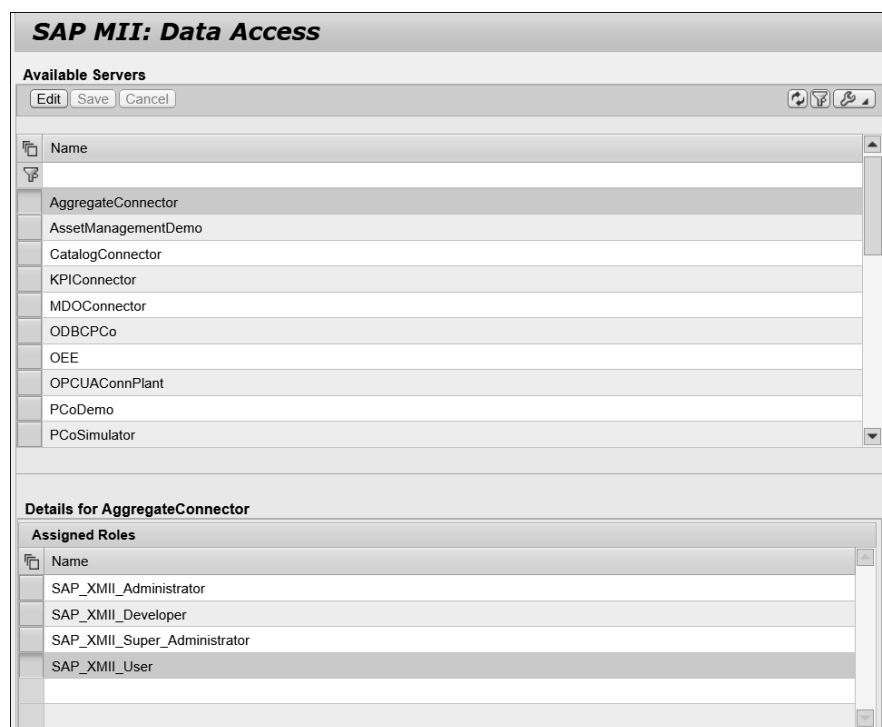 SAP MII: Data Access
Available Servers
Edit Save Cancel
Name
AggregateConnector
AssetManagementDemo
CatalogConnector
KPIConnector
MDOConnector
ODBCPCo
OEE
OPCUAConnPlant
PCoDemo
PCoSimulator
Details for AggregateConnector
Assigned Roles
Name
SAP_XMII_Administrator
SAP_XMII_Developer
SAP_XMII_Super_Administrator
SAP_XMII_User